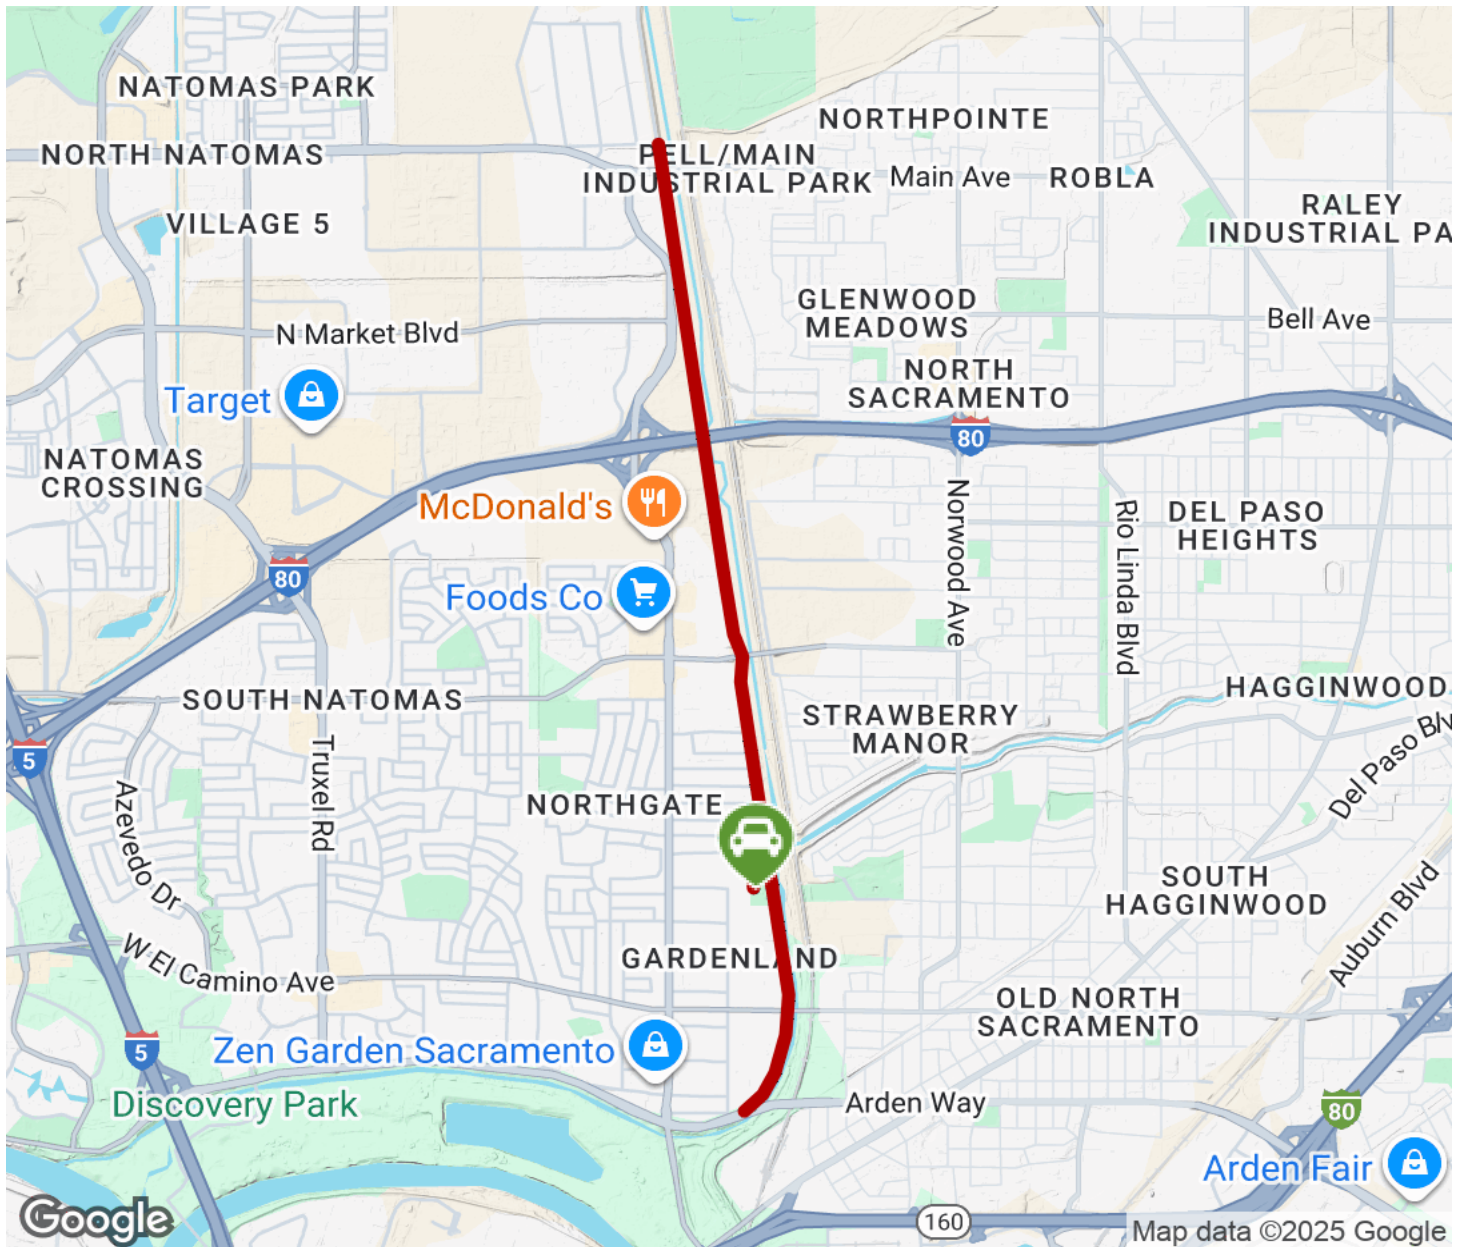 NATOMAS PARK
NORTHPOINTE
NORTH NATOMAS
PELL/MAIN
INDUSTRIAL PARK
Main Ave
ROBLA
VILLAGE 5
RALEY
INDUSTRIAL PA
GLENWOOD
MEADOWS
Bell Ave
N Market Blvd
NORTH
SACRAMENTO
Target
80
NATOMAS
CROSSING
McDonald's
Norwood Ave
Rio Linda Blvd
DEL PASO
HEIGHTS
80
Foods Co
SOUTH NATOMAS
HAGGINWOOD
STRAWBERRY
MANOR
Del Paso Blv
5
Truxel Rd
Azevedo Dr
NORTHGATE
SOUTH
HAGGINWOOD
Auburn Blvd
W El Camino Ave
GARDENLAND
OLD NORTH
SACRAMENTO
5
Zen Garden Sacramento
Discovery Park
Arden Way
80
Arden Fair
Google
160
Map data ©2025 Google